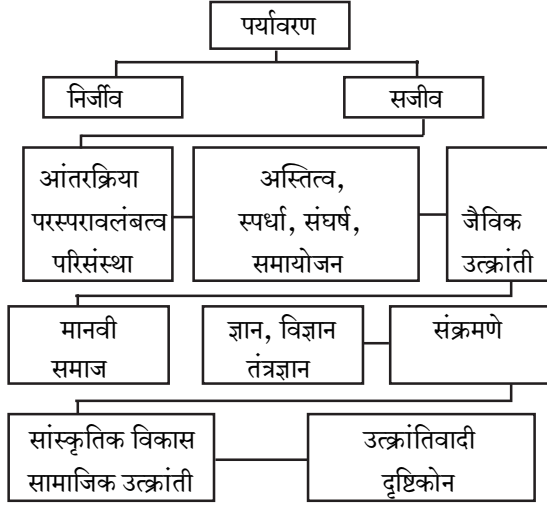 पर्यावरण
निर्जीव
सजीव
आंतरक्रिया
परस्परावलंबत्व
परिसंस्था
अस्तित्व,
स्पर्धा, संघर्ष,
समायोजन
जैविक
उत्क्रांती
मानवी
समाज
ज्ञान, विज्ञान
तंत्रज्ञान
संक्रमणे
सांस्कृतिक विकास
सामाजिक उत्क्रांती
उत्क्रांतिवादी
दृष्टिकोन